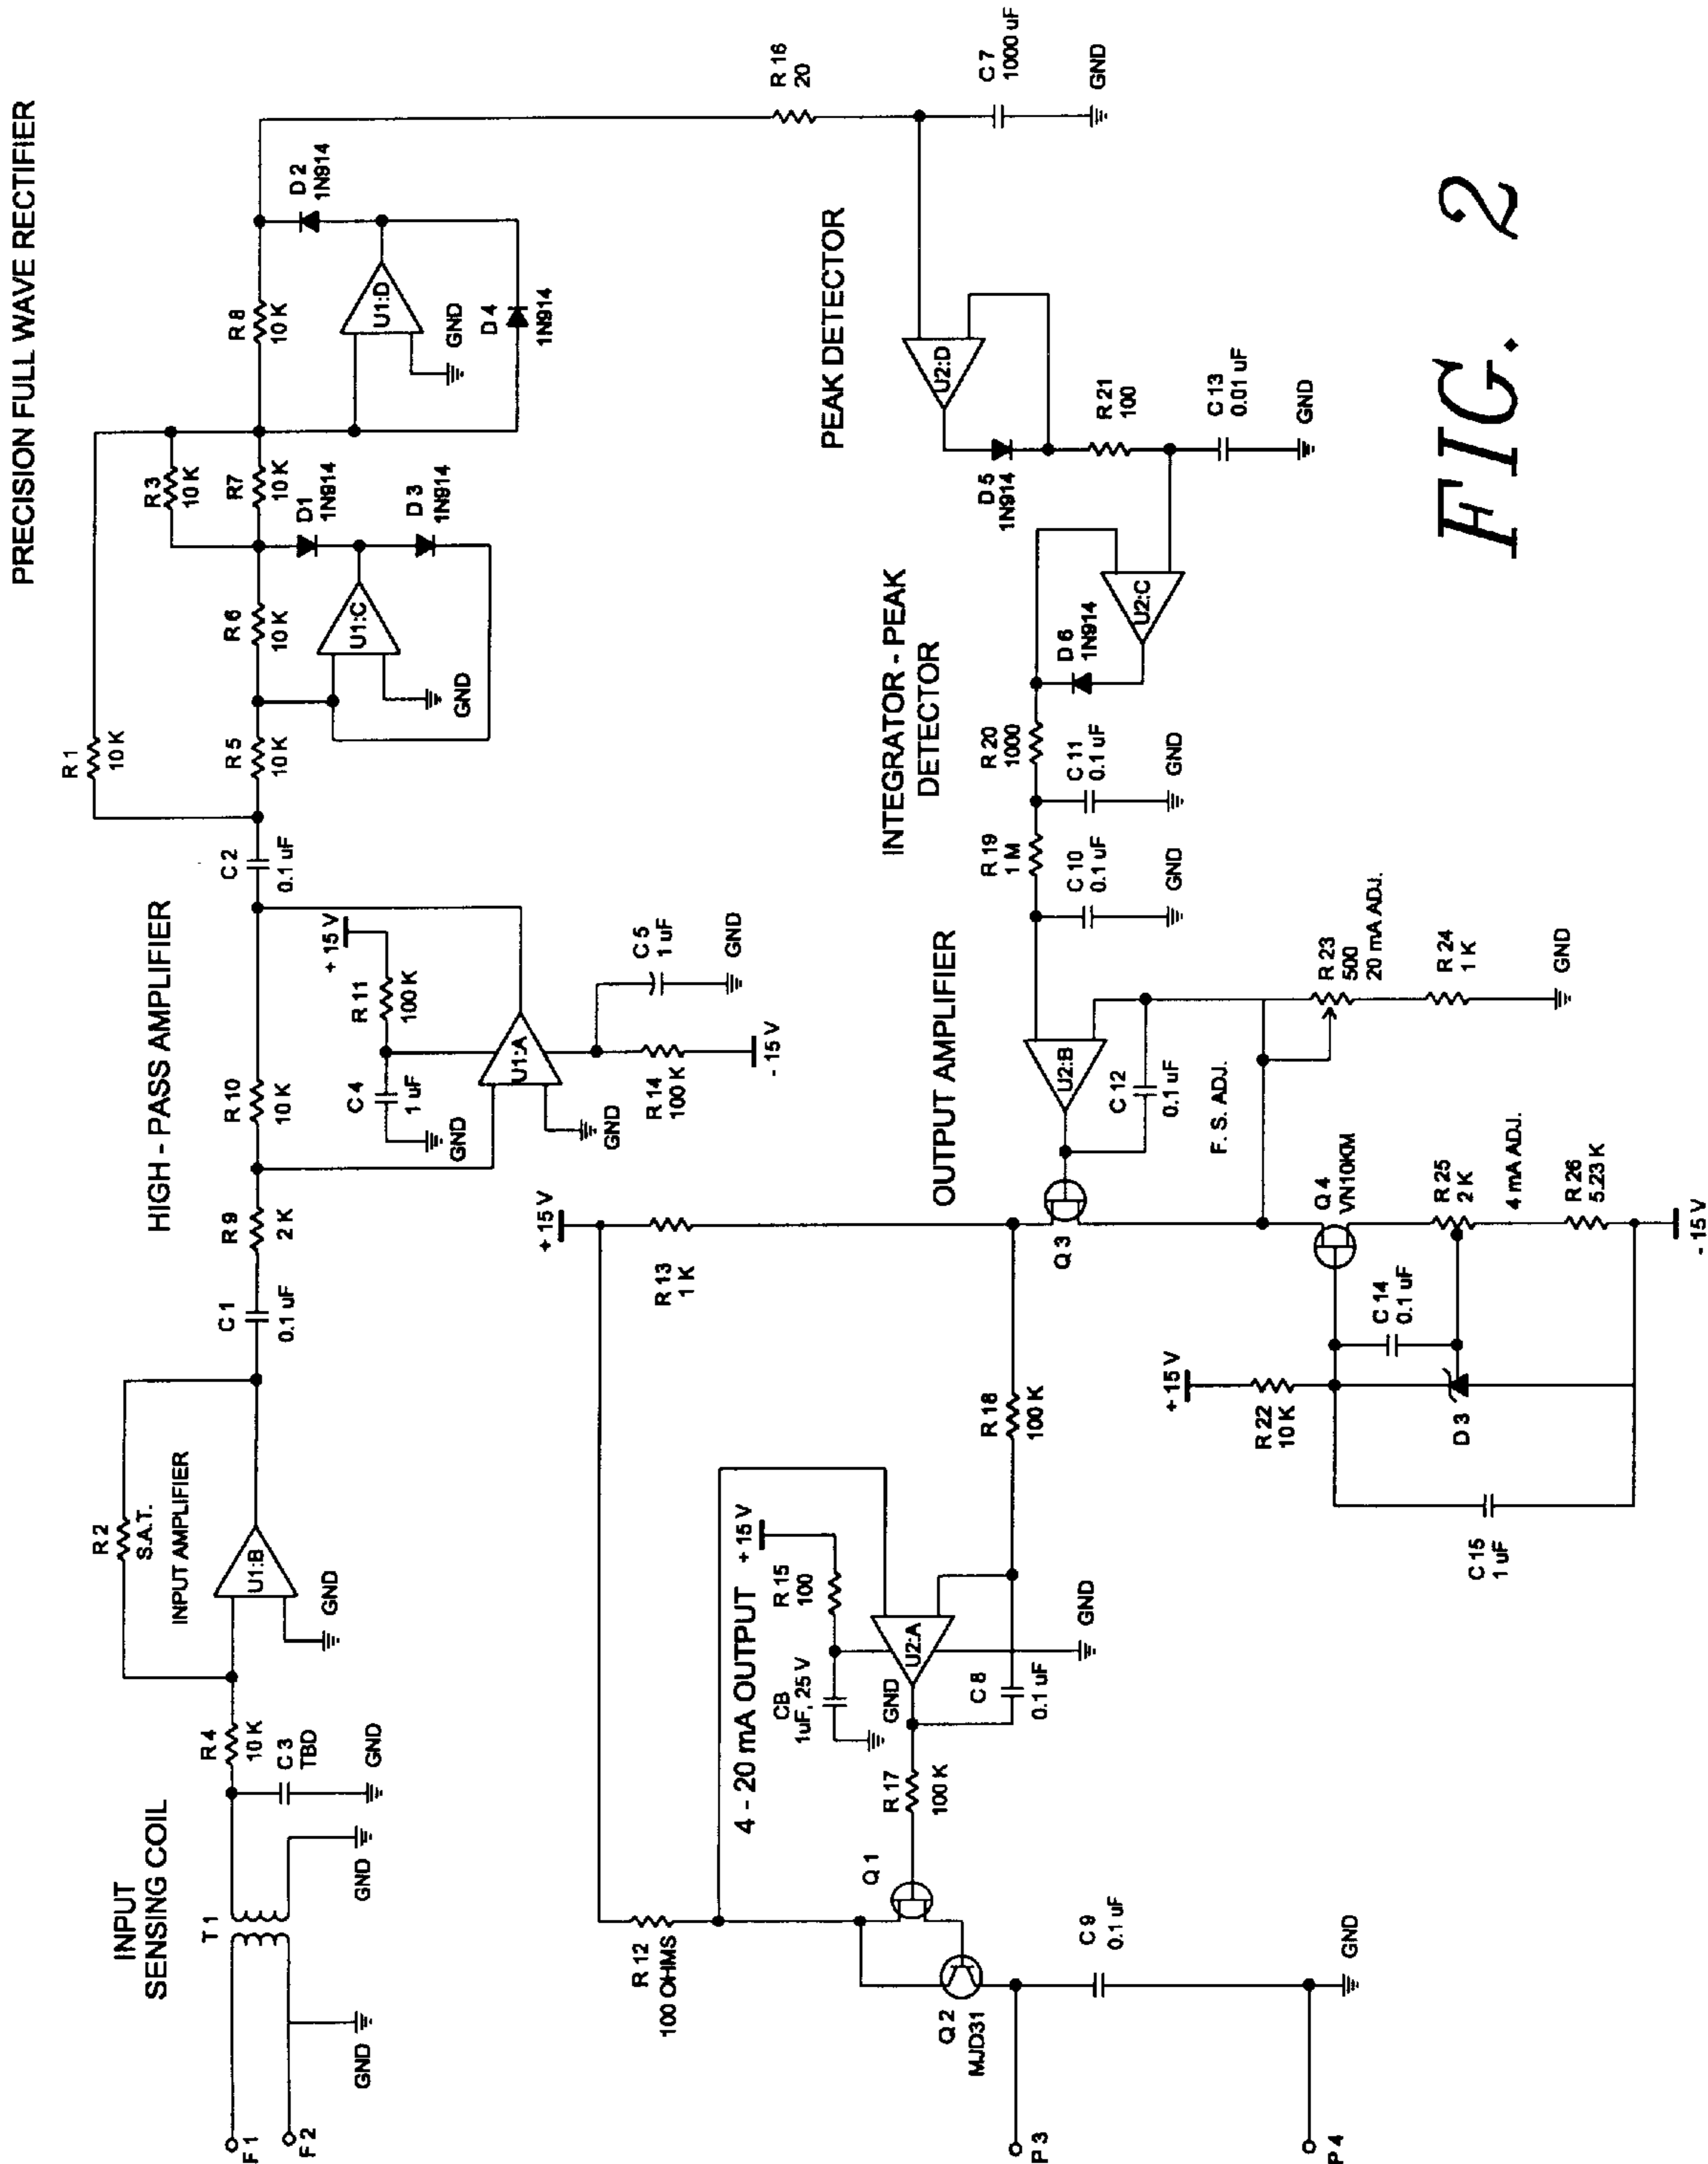 PRECISION FULL WAVE RECTIFIER
HIGH - PASS AMPLIFIER
INPUT
SENSING COIL
F 1
F 2
T 1
GND
GND
R 4
10 K
C 3
TBD
GND
R 2
S.A.T.
INPUT AMPLIFIER
U1:B
GND
C 1
0.1 uF
R 9
2 K
R 10
10 K
+ 15 V
R 11
100 K
C 4
1 uF
GND
U1:A
GND
R 14
100 K
- 15 V
C 5
1 uF
GND
C 2
0.1 uF
R 1
10 K
R 5
10 K
R 6
10 K
U1:C
GND
R 3
10 K
R7
10 K
D1
1N914
D 3
1N914
R 8
10 K
U1:D
GND
D 2
1N914
D 4
1N914
R 16
20
C 7
1000 uF
GND
PEAK DETECTOR
U2:D
D 5
1N914
R 21
100
C 13
0.01 uF
GND
INTEGRATOR - PEAK
DETECTOR
U2:C
D 6
1N914
R 20
1000
C 11
0.1 uF
GND
R 19
1 M
C 10
0.1 uF
GND
OUTPUT AMPLIFIER
U2:B
C 12
0.1 uF
F. S. ADJ.
R 23
500
20 mA ADJ.
R 24
1 K
GND
+ 15 V
R 13
1 K
Q 3
Q 4
VN10KM
R 25
2 K
4 mA ADJ.
R 26
5.23 K
- 15 V
C 14
0.1 uF
+ 15 V
R 22
10 K
D 3
C 15
1 uF
R 18
100 K
4 - 20 mA OUTPUT
+ 15 V
R 15
100
CB
1uF, 25 V
GND
U2:A
GND
C 8
0.1 uF
R 17
100 K
Q 1
R 12
100 OHMS
Q 2
MJD31
C 9
0.1 uF
GND
P 3
P 4
FIG. 2